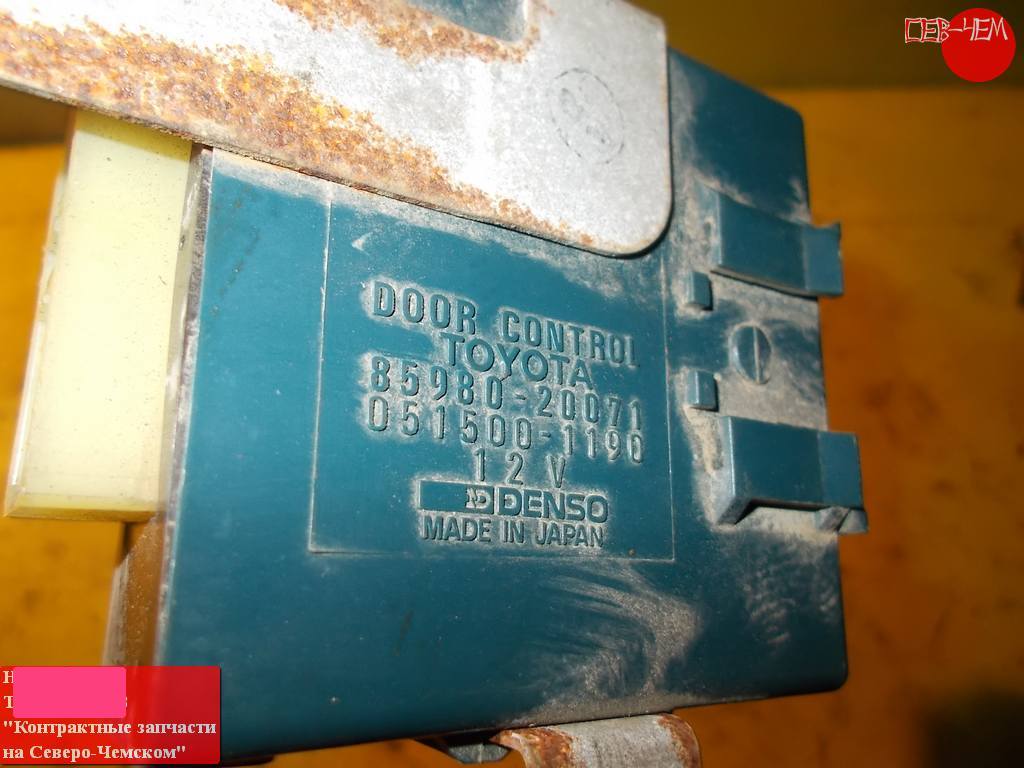 СЕВ-ЧЕМ
DOOR CONTROL
TOYOTA
85980-20071
051500-1190
12V
ND DENSO
MADE IN JAPAN
"Контрактные запчасти
на Северо-Чемском"